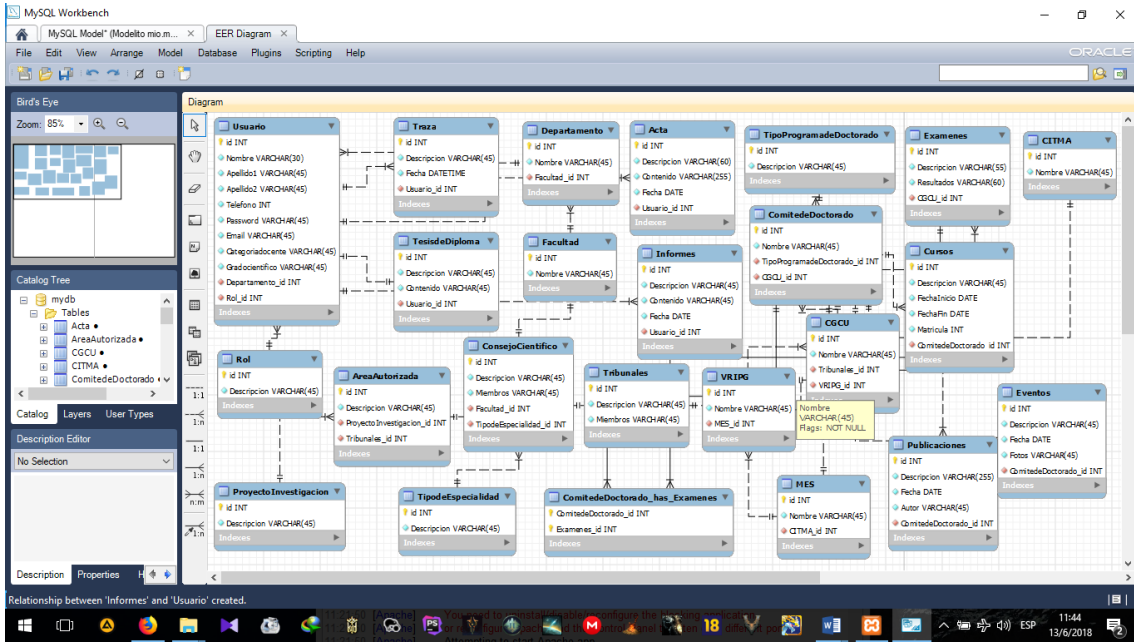 MySQL Workbench
MySQL Model* (Modelito mio.m...
EER Diagram
File Edit View Arrange Model Database Plugins Scripting Help
ORACLE
Bird's Eye
Zoom: 85%
Catalog Tree
mydb
Tables
Acta
AreaAutorizada
CGCU
CITMA
ComitedeDoctorado
Catalog Layers User Types
Description Editor
No Selection
Description Properties H
Diagram
1:1
1:n
1:1
1:n
n:m
1:n
Usuario
id INT
Nombre VARCHAR(30)
Apellido1 VARCHAR(45)
Apellido2 VARCHAR(45)
Telefono INT
Password VARCHAR(45)
Email VARCHAR(45)
Categoriadocente VARCHAR(45)
Gradocientifico VARCHAR(45)
Departamento_id INT
Rol_id INT
Indexes
Traza
id INT
Descripcion VARCHAR(45)
Fecha DATETIME
Usuario_id INT
Indexes
Departamento
id INT
Nombre VARCHAR(45)
Facultad_id INT
Indexes
Acta
id INT
Descripcion VARCHAR(60)
Contenido VARCHAR(255)
Fecha DATE
Usuario_id INT
Indexes
TipoProgramadeDoctorado
id INT
Descripcion VARCHAR(45)
Indexes
Examenes
id INT
Descripcion VARCHAR(55)
Resultados VARCHAR(60)
CGCU_id INT
Indexes
CITMA
id INT
Nombre VARCHAR(45)
Indexes
TesisdeDiploma
id INT
Descripcion VARCHAR(45)
Contenido VARCHAR(45)
Usuario_id INT
Indexes
Facultad
id INT
Nombre VARCHAR(45)
Indexes
Informes
id INT
Descripcion VARCHAR(45)
Contenido VARCHAR(45)
Fecha DATE
Usuario_id INT
Indexes
ComitedeDoctorado
id INT
Nombre VARCHAR(45)
TipoProgramadeDoctorado_id INT
CGCU_id INT
Indexes
Cursos
id INT
Descripcion VARCHAR(45)
FechaInicio DATE
FechaFin DATE
Matricula INT
ComitedeDoctorado_id INT
Indexes
Rol
id INT
Descripcion VARCHAR(45)
Indexes
AreaAutorizada
id INT
Descripcion VARCHAR(45)
ProyectoInvestigacion_id INT
Tribunales_id INT
Indexes
ConsejoCientifico
id INT
Descripcion VARCHAR(45)
Miembros VARCHAR(45)
Facultad_id INT
TipodeEspecialidad_id INT
Indexes
Tribunales
id INT
Descripcion VARCHAR(45)
Miembros VARCHAR(45)
Indexes
VRIPG
id INT
Nombre VARCHAR(45)
MES_id INT
Indexes
CGCU
id INT
Nombre VARCHAR(45)
Tribunales_id INT
VRIPG_id INT
Indexes
Nombre
VARCHAR(45)
Flags: NOT NULL
Eventos
id INT
Descripcion VARCHAR(45)
Fecha DATE
Fotos VARCHAR(45)
ComitedeDoctorado_id INT
Indexes
Publicaciones
id INT
Descripcion VARCHAR(255)
Fecha DATE
Autor VARCHAR(45)
ComitedeDoctorado_id INT
Indexes
ProyectoInvestigacion
id INT
Descripcion VARCHAR(45)
Indexes
TipodeEspecialidad
id INT
Descripcion VARCHAR(45)
Indexes
ComitedeDoctorado_has_Examenes
ComitedeDoctorado_id INT
Examenes_id INT
Indexes
MES
id INT
Nombre VARCHAR(45)
CITMA_id INT
Indexes
Relationship between 'Informes' and 'Usuario' created.
18
ESP
11:44
13/6/2018
2